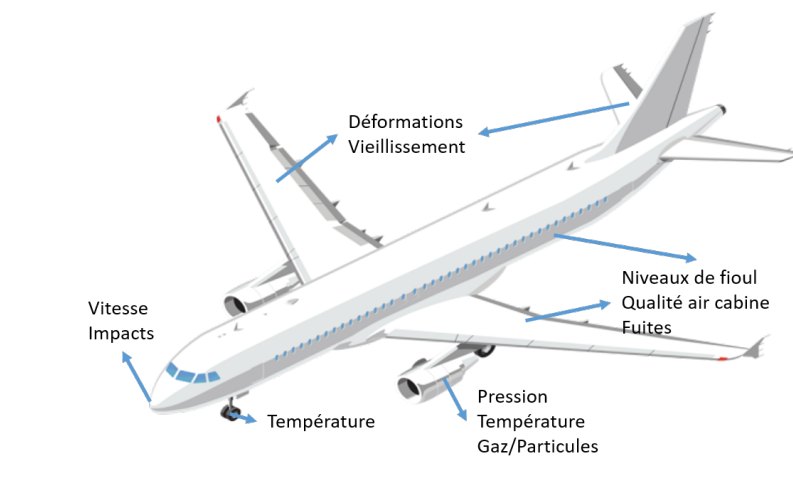 Déformations
Vieillissement
Niveaux de fioul
Qualité air cabine
Fuites
Vitesse
Impacts
Pression
Température
Gaz/Particules
Température